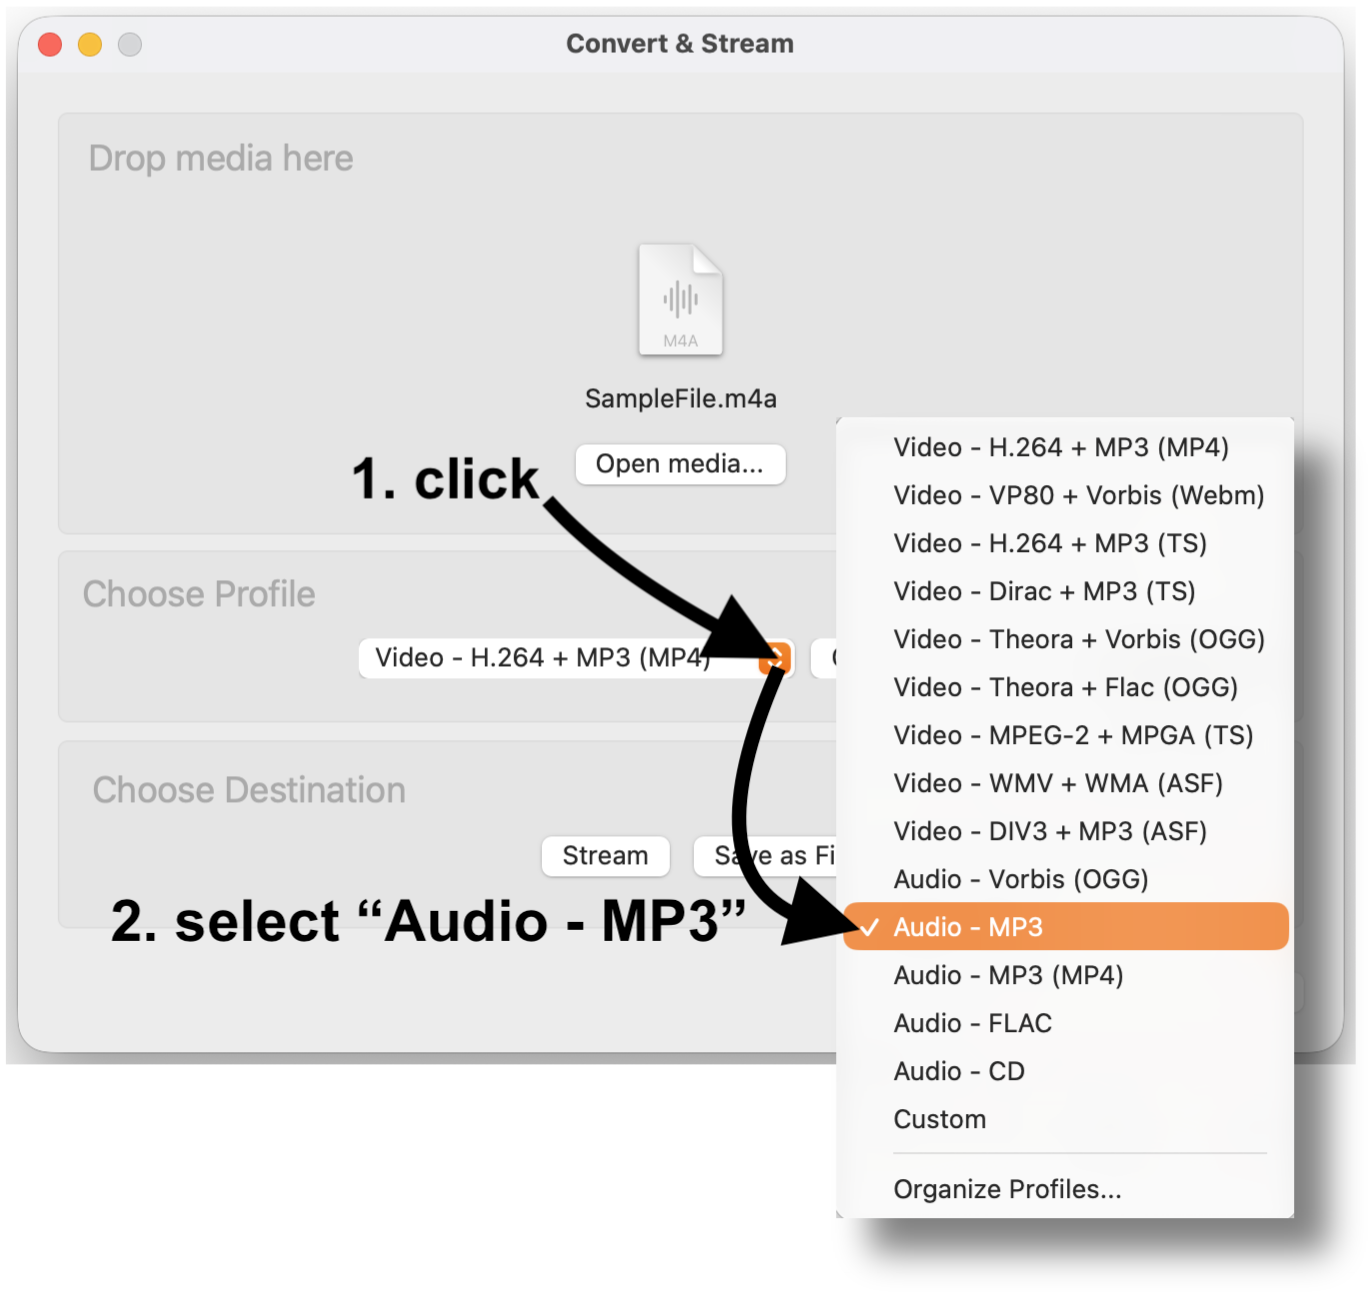 Convert & Stream
Drop media here
M4A
SampleFile.m4a
Open media...
1. click
Choose Profile
Video - H.264 + MP3 (MP4)
Choose Destination
Stream
Save as Fi
2. select “Audio - MP3”
Video - H.264 + MP3 (MP4)
Video - VP80 + Vorbis (Webm)
Video - H.264 + MP3 (TS)
Video - Dirac + MP3 (TS)
Video - Theora + Vorbis (OGG)
Video - Theora + Flac (OGG)
Video - MPEG-2 + MPGA (TS)
Video - WMV + WMA (ASF)
Video - DIV3 + MP3 (ASF)
Audio - Vorbis (OGG)
✓ Audio - MP3
Audio - MP3 (MP4)
Audio - FLAC
Audio - CD
Custom
Organize Profiles...